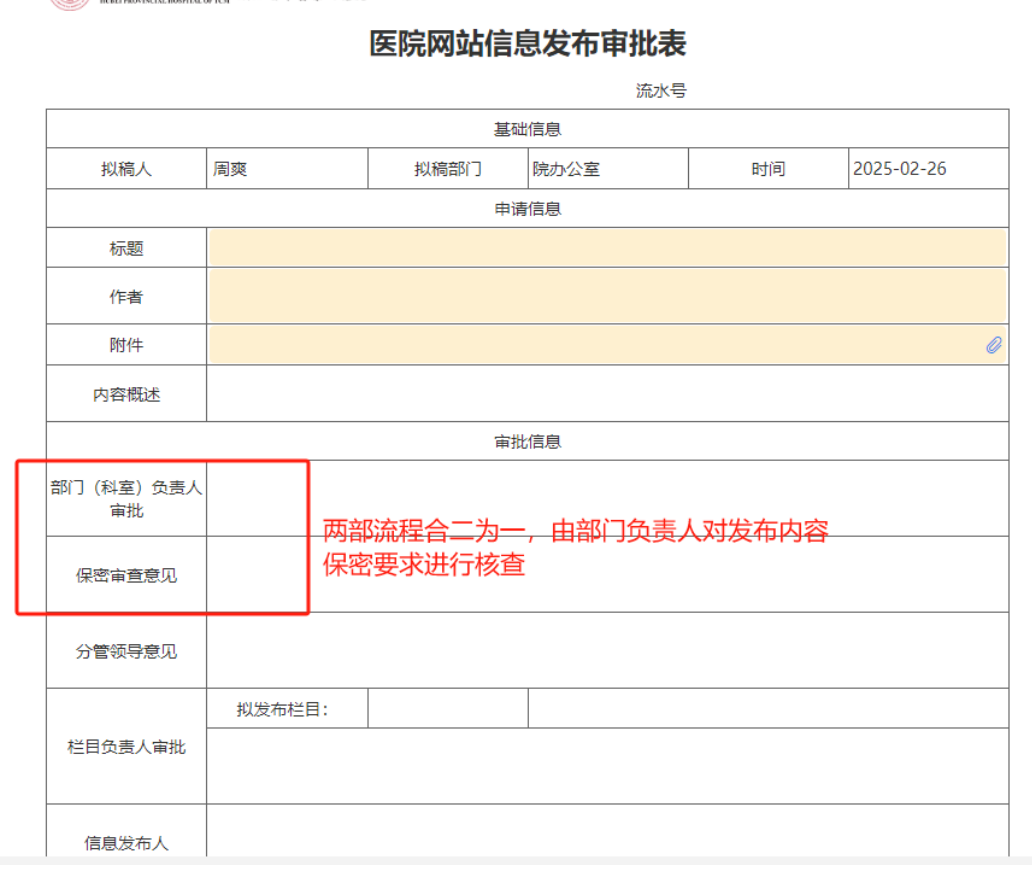 HEBEI PROVINCIAL HOSPITAL OF TCM
医院网站信息发布审批表
流水号
基础信息
拟稿人 周爽 拟稿部门 院办公室 时间 2025-02-26
申请信息
标题
作者
附件
内容概述
审批信息
部门（科室）负责人
审批
两部流程合二为一，由部门负责人对发布内容
保密要求进行核查
保密审查意见
分管领导意见
拟发布栏目：
栏目负责人审批
信息发布人